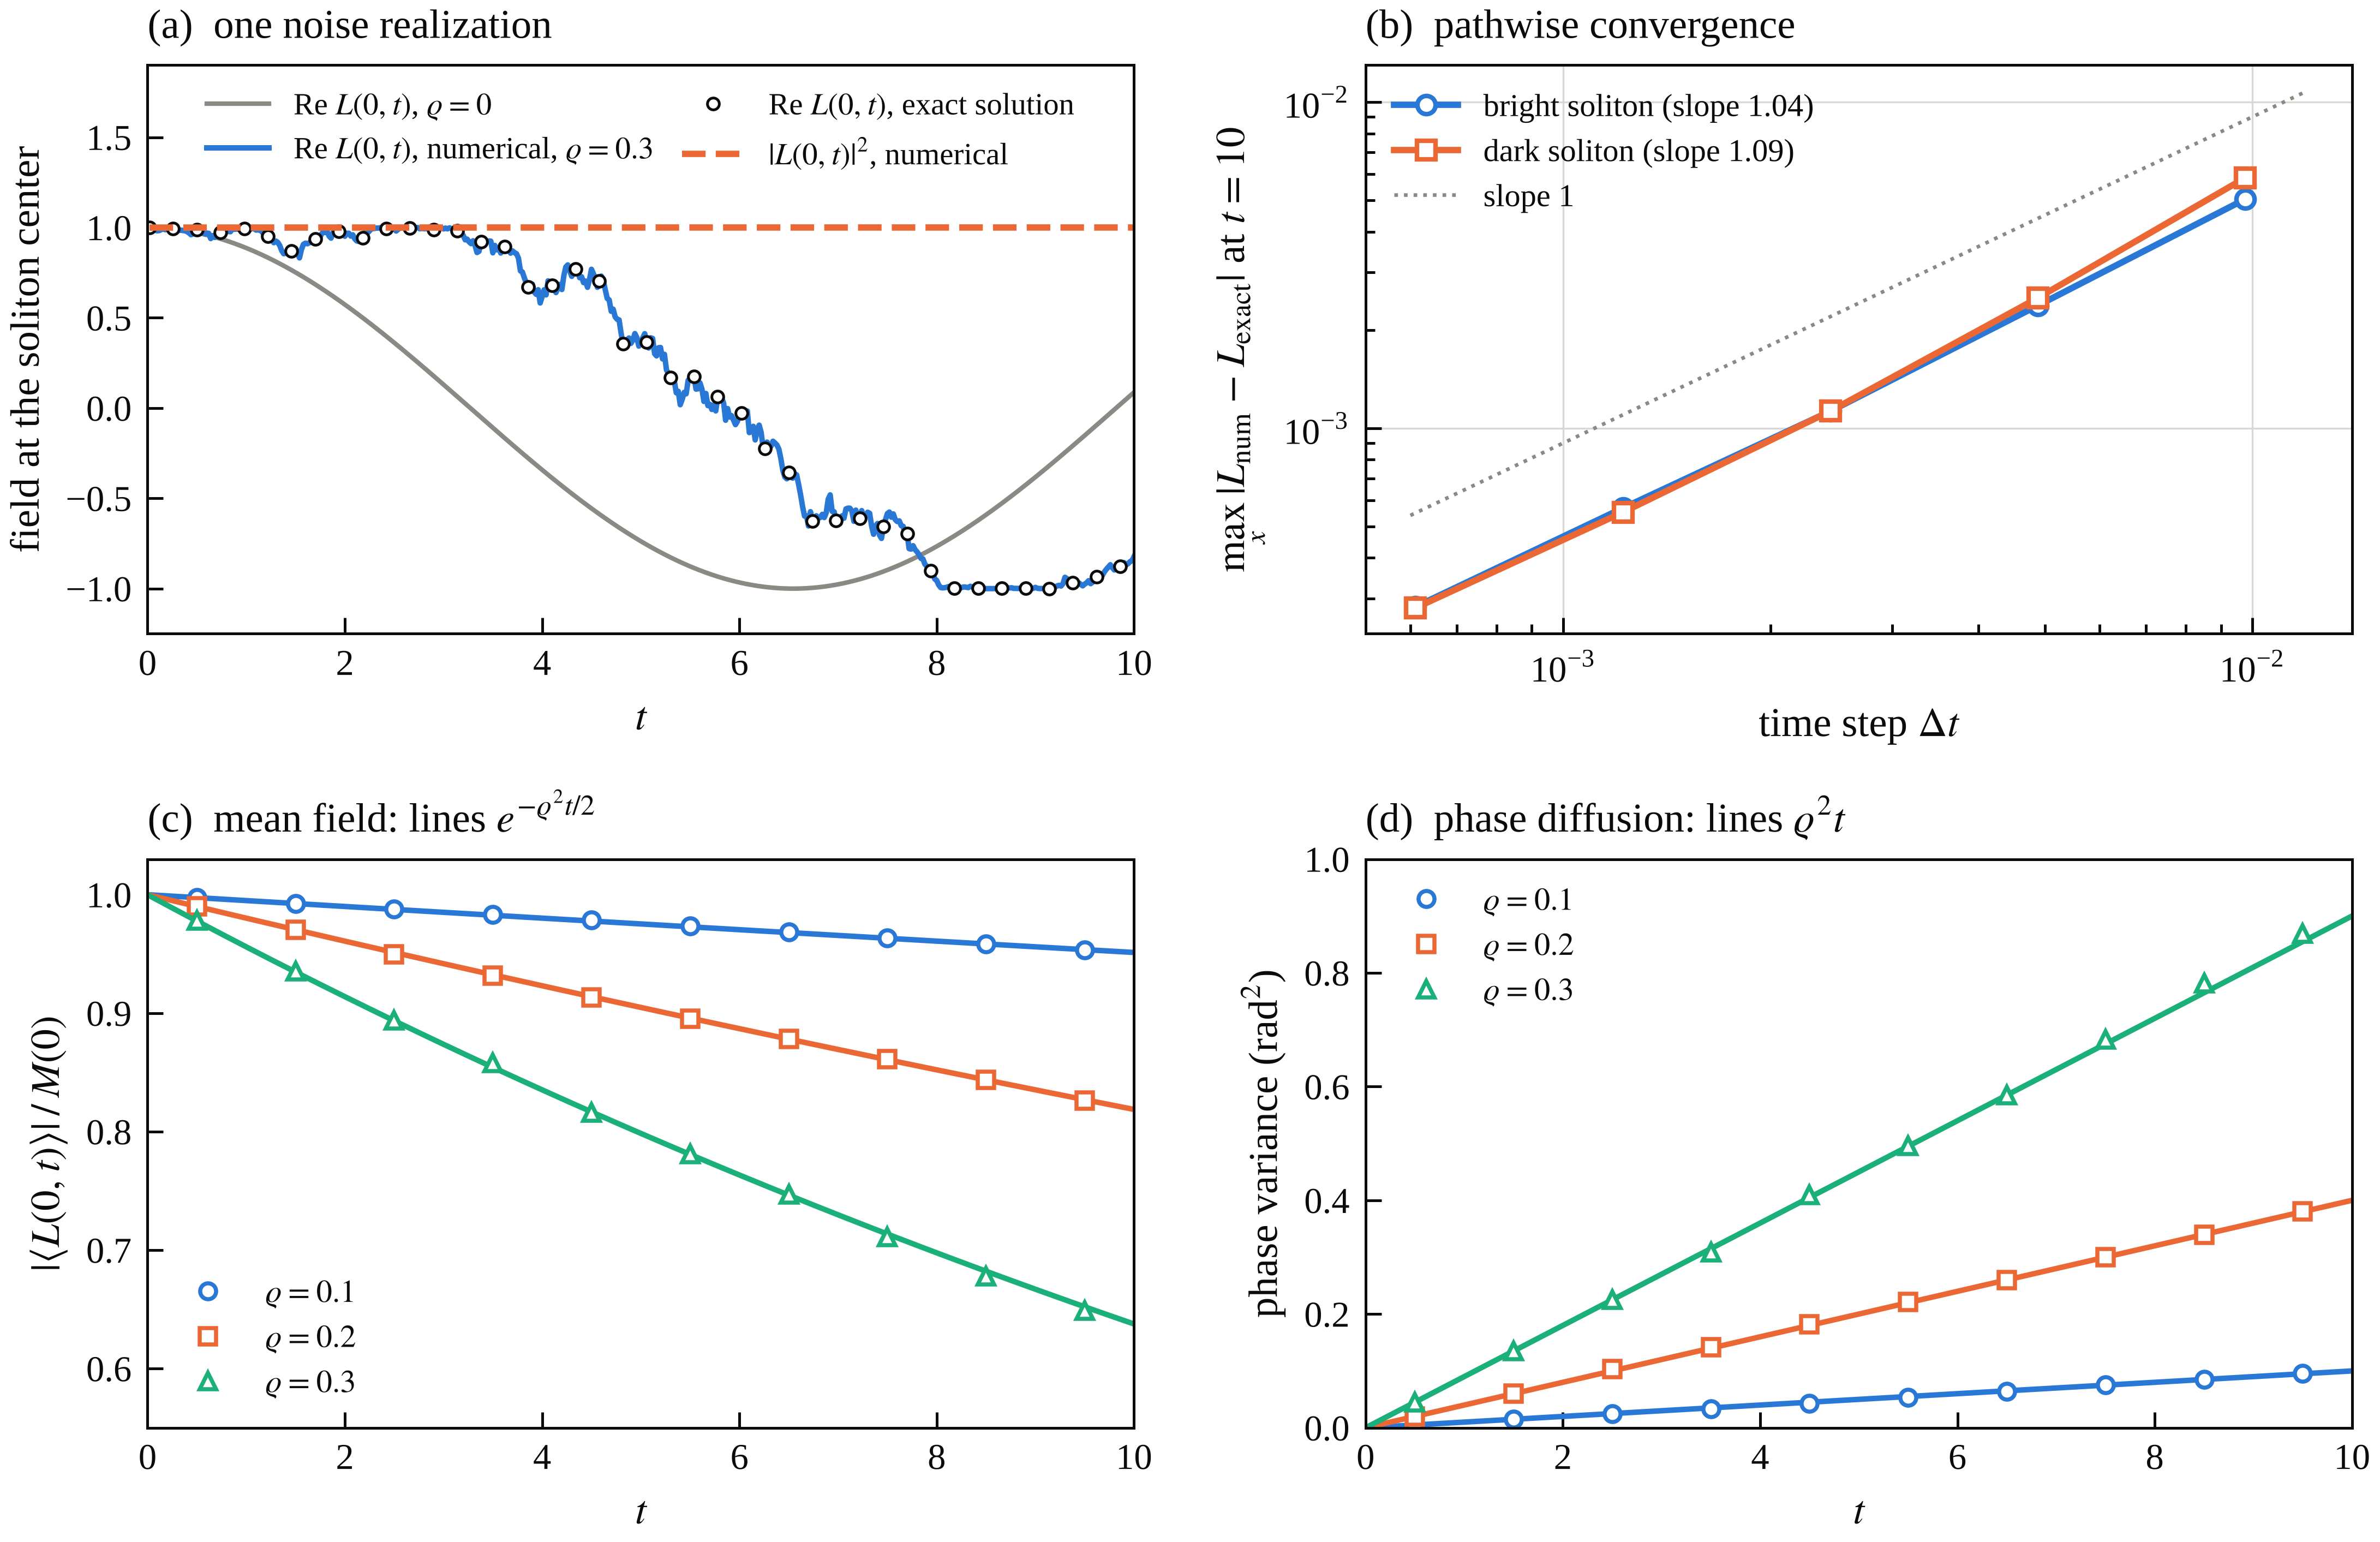 (a) one noise realization
Re L(0, t), ϱ = 0
Re L(0, t), numerical, ϱ = 0.3
Re L(0, t), exact solution
|L(0, t)|², numerical
field at the soliton center
1.5
1.0
0.5
0.0
−0.5
−1.0
0 2 4 6 8 10
t
(b) pathwise convergence
bright soliton (slope 1.04)
dark soliton (slope 1.09)
slope 1
max |L_num − L_exact| at t = 10
x
10⁻²
10⁻³
10⁻³ 10⁻²
time step Δt
(c) mean field: lines e^{−ϱ²t/2}
|⟨L(0, t)⟩| / M(0)
1.0
0.9
0.8
0.7
0.6
ϱ = 0.1
ϱ = 0.2
ϱ = 0.3
0 2 4 6 8 10
t
(d) phase diffusion: lines ϱ²t
phase variance (rad²)
1.0
0.8
0.6
0.4
0.2
0.0
ϱ = 0.1
ϱ = 0.2
ϱ = 0.3
0 2 4 6 8 10
t